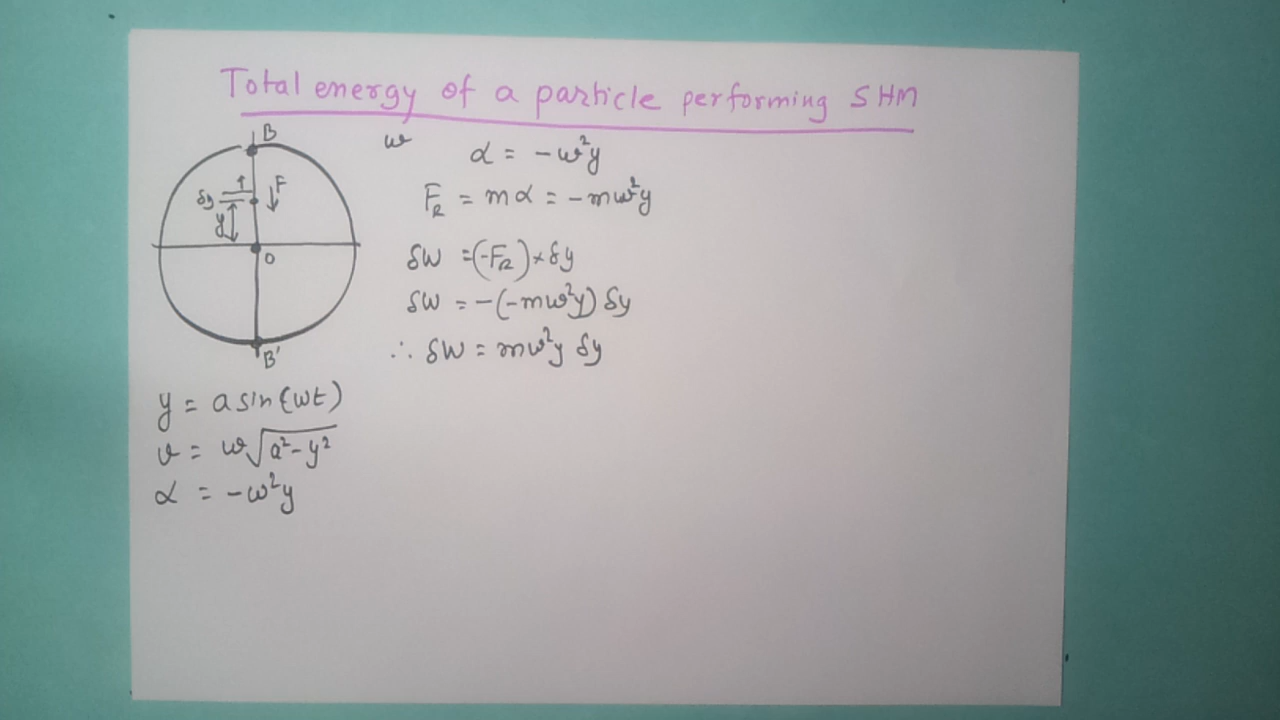 Total energy of a particle performing SHM
B
ω
α = -ω²y
δy
F
F_R = mα = -mω²y
y
O
δW = (-F_R) × δy
δW = -(-mω²y) δy
B'
∴ δW = mω²y δy
y = a sin(ωt)
v = ω√(a²-y²)
α = -ω²y